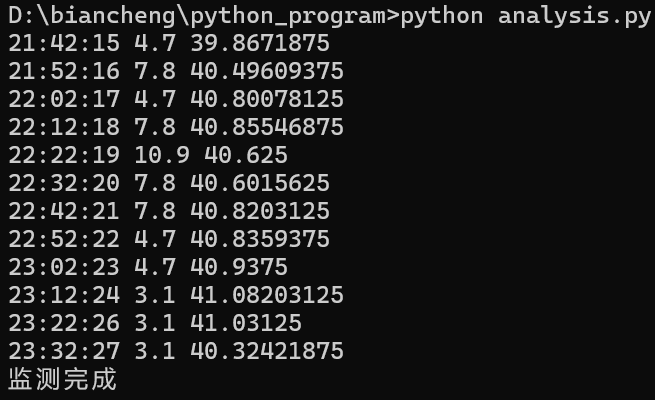 D:\biancheng\python_program>python analysis.py
21:42:15 4.7 39.8671875
21:52:16 7.8 40.49609375
22:02:17 4.7 40.80078125
22:12:18 7.8 40.85546875
22:22:19 10.9 40.625
22:32:20 7.8 40.6015625
22:42:21 7.8 40.8203125
22:52:22 4.7 40.8359375
23:02:23 4.7 40.9375
23:12:24 3.1 41.08203125
23:22:26 3.1 41.03125
23:32:27 3.1 40.32421875
监测完成